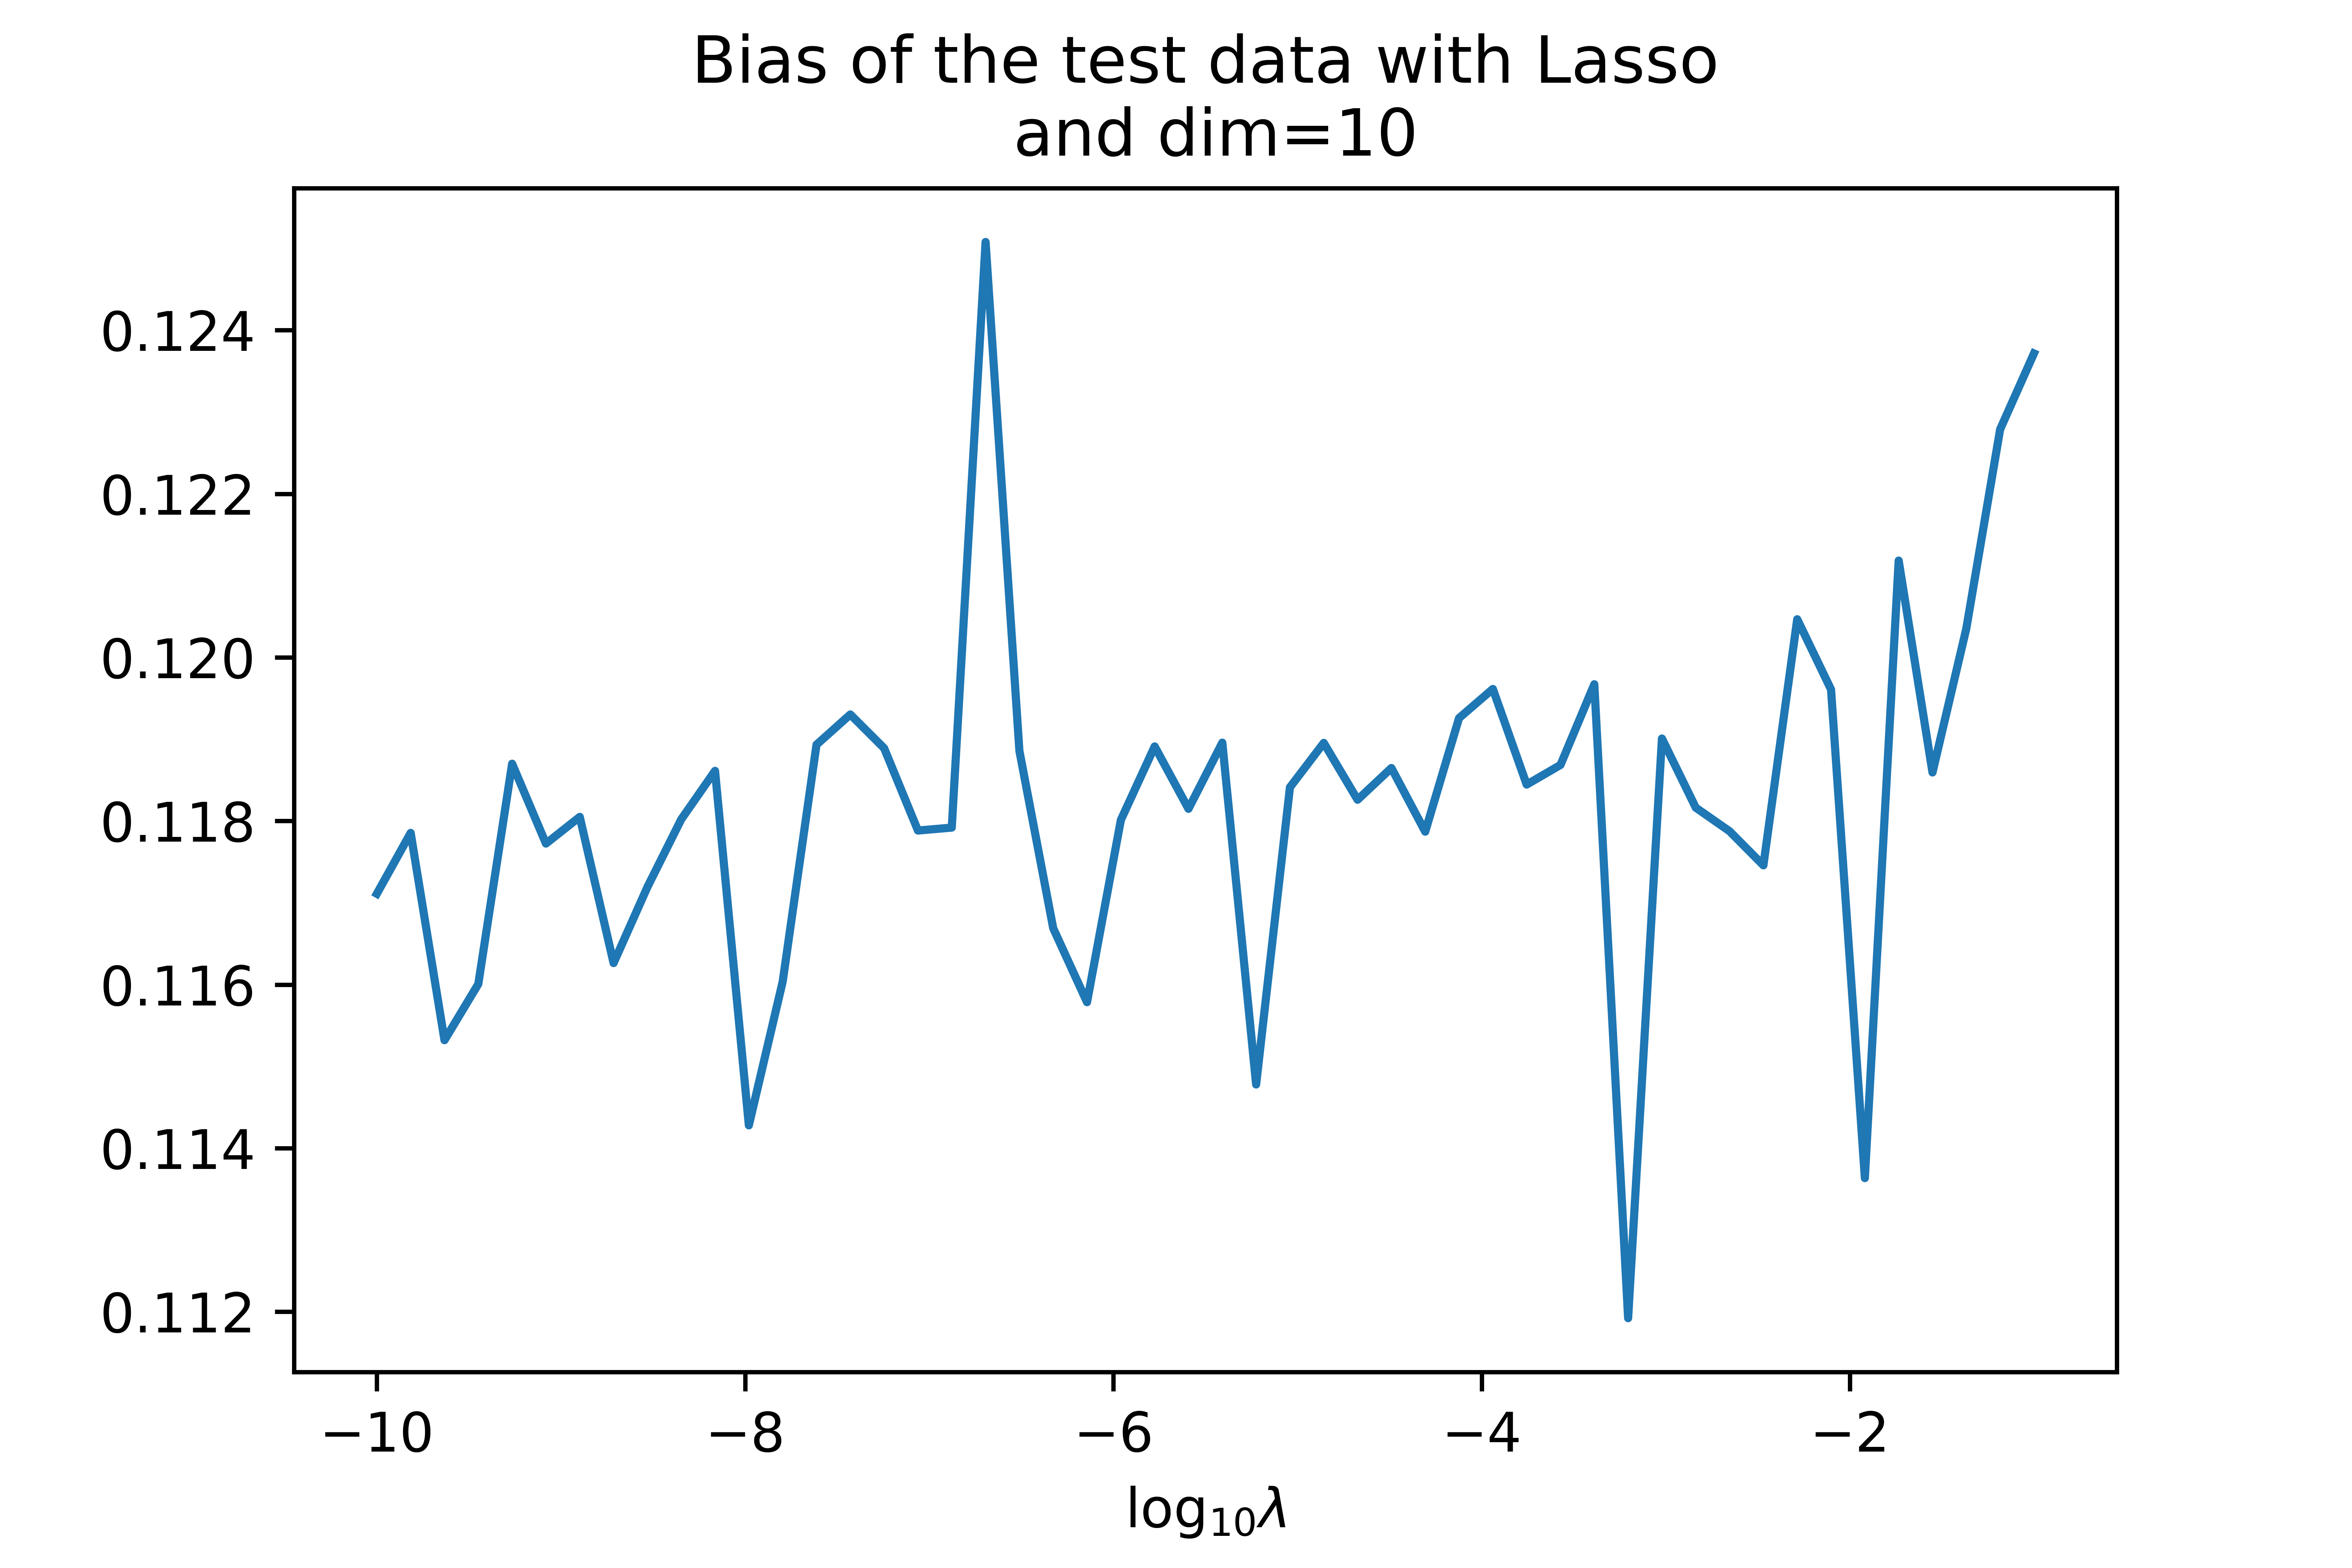 Bias of the test data with Lasso
and dim=10
0.124
0.122
0.120
0.118
0.116
0.114
0.112
−10 −8 −6 −4 −2
log₁₀λ